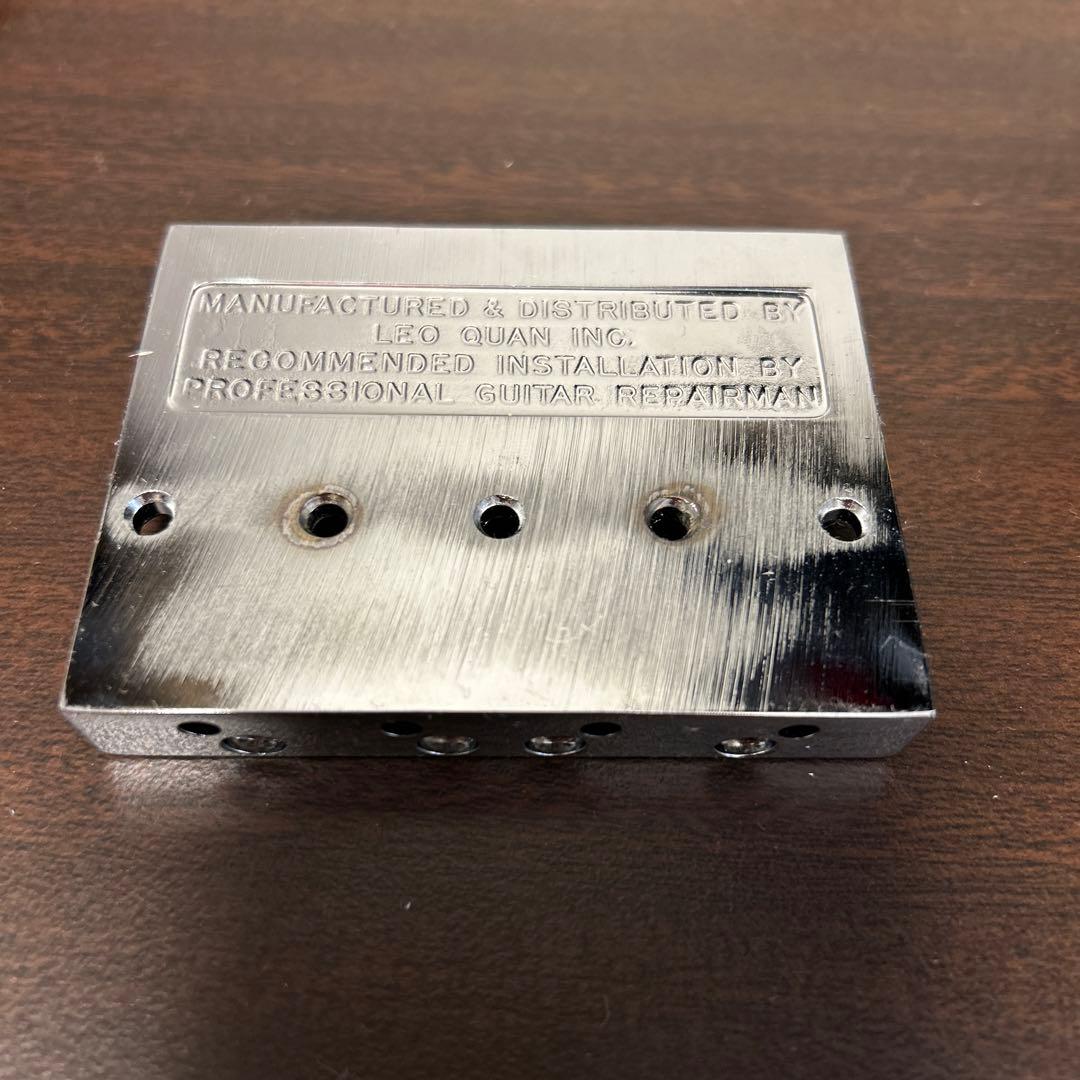 MANUFACTURED & DISTRIBUTED BY
LEO QUAN INC.
RECOMMENDED INSTALLATION BY
PROFESSIONAL GUITAR REPAIRMAN